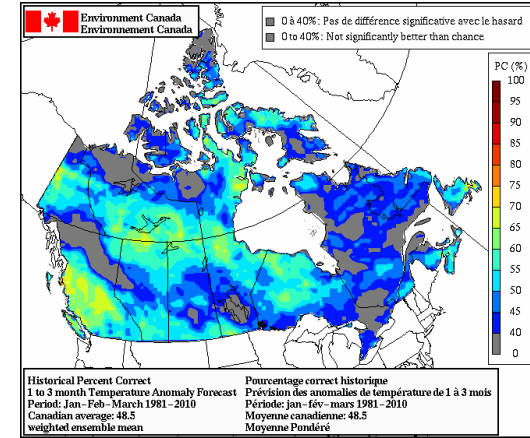 Environment Canada
Environnement Canada
0 à 40% : Pas de différence significative avec le hasard
0 to 40% : Not significantly better than chance
PC (%)
100
95
90
85
80
75
70
65
60
55
50
45
40
0
Historical Percent Correct
1 to 3 month Temperature Anomaly Forecast
Period: Jan-Feb-March 1981-2010
Canadian average: 48.5
weighted ensemble mean
Pourcentage correct historique
Prévision des anomalies de température de 1 à 3 mois
Période: jan-fév-mars 1981-2010
Moyenne canadienne: 48.5
Moyenne Pondéré